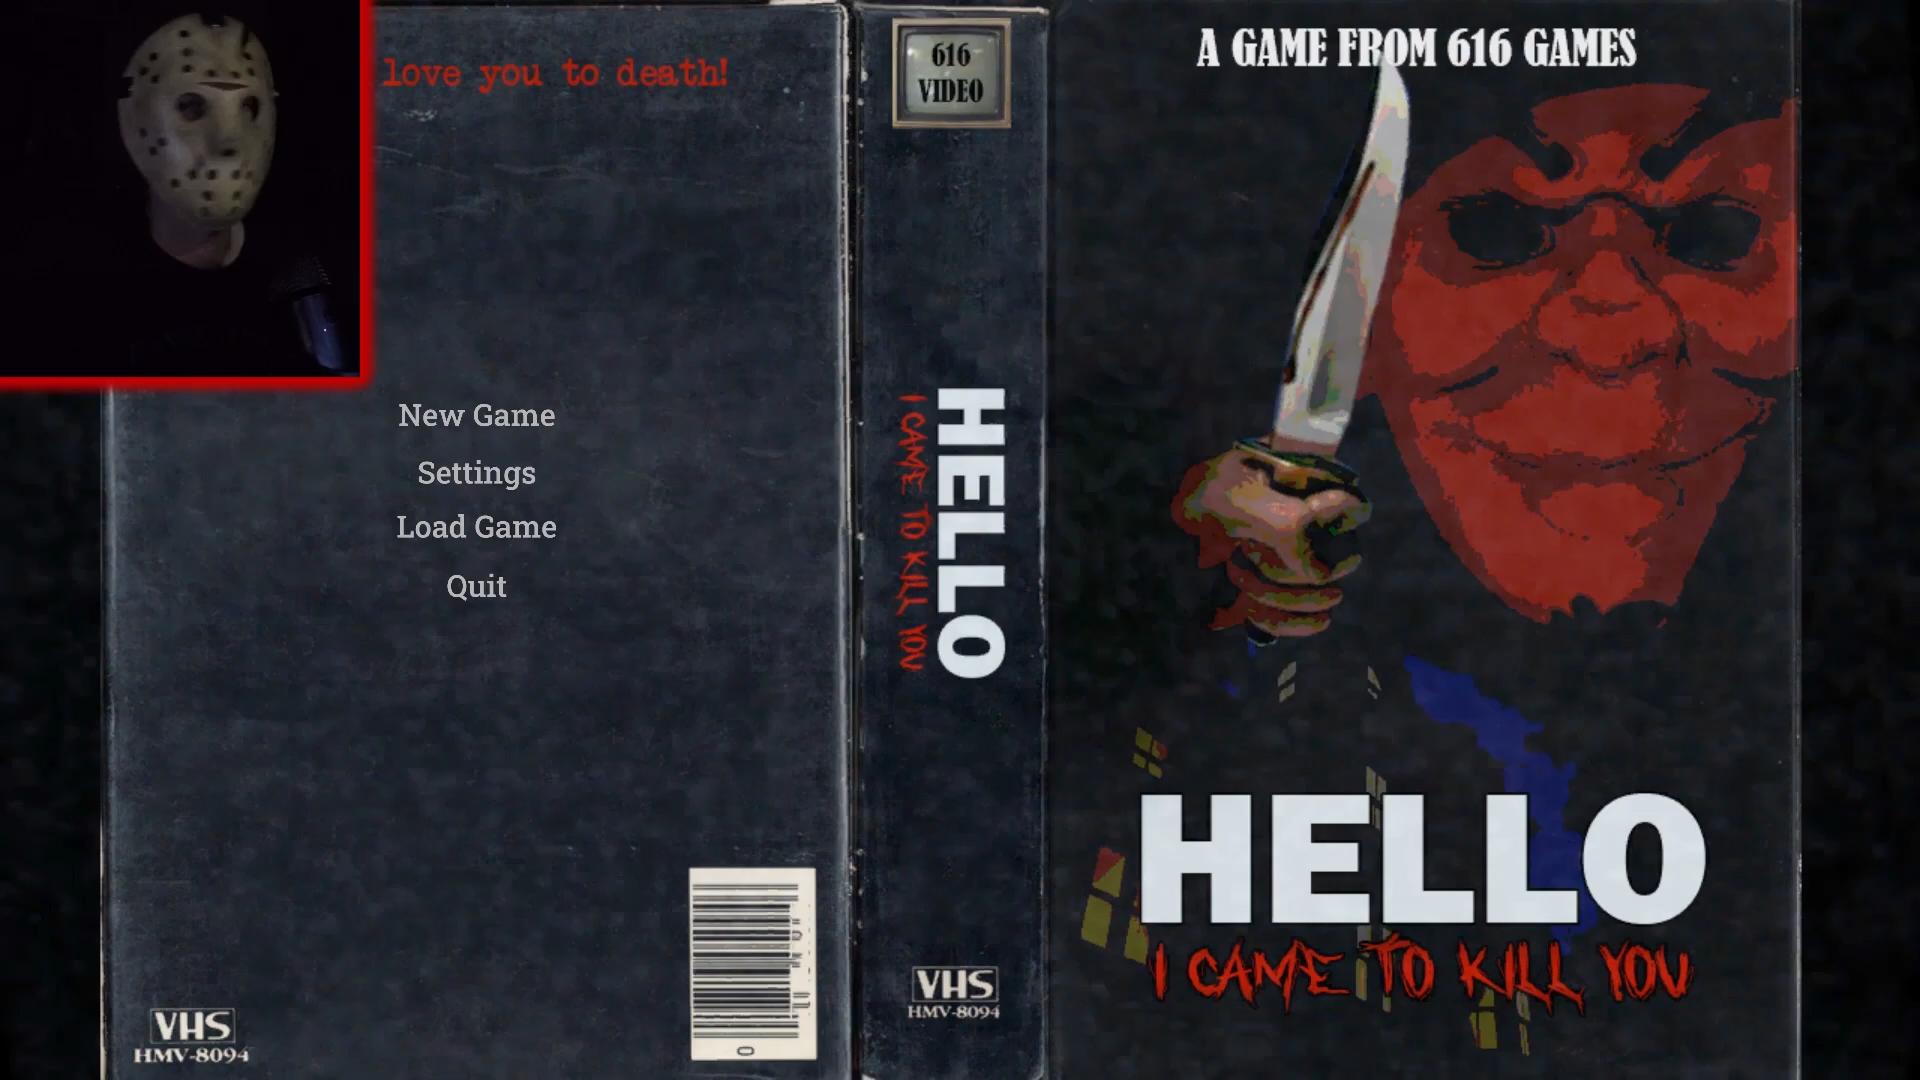 love you to death!
New Game
Settings
Load Game
Quit
VHS
HMV-8094
0
616
VIDEO
HELLO
I CAME TO KILL YOU
VHS
HMV-8094
A GAME FROM 616 GAMES
HELLO
I CAME TO KILL YOU